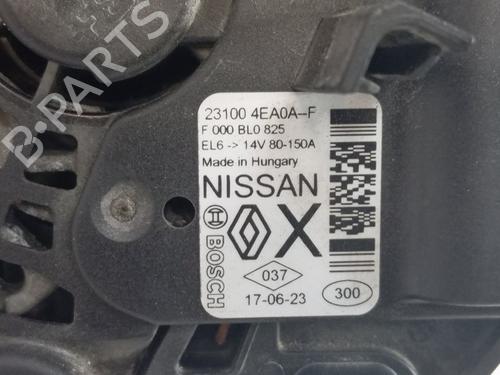 B-PARTS
23100 4EA0A--F
F 000 BL0 825
EL6 -> 14V 80-150A
Made in Hungary
NISSAN
BOSCH
X
037
17-06-23
300